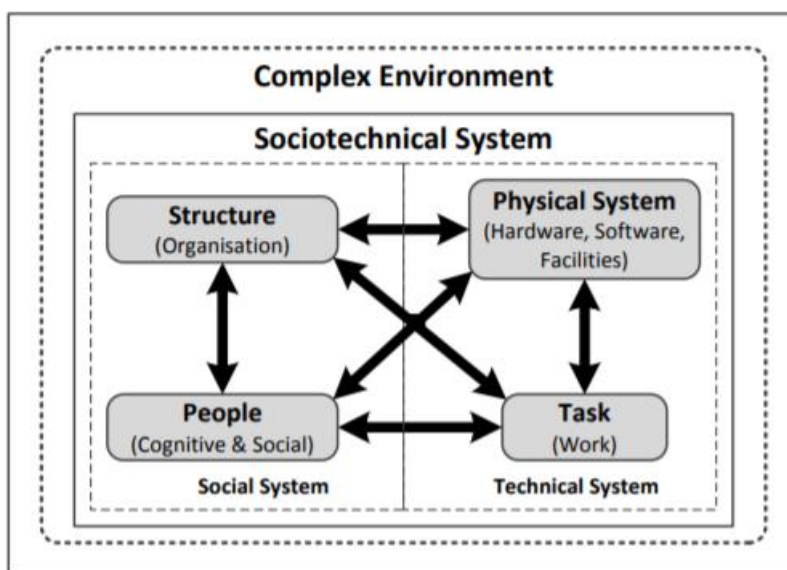 Complex Environment
Sociotechnical System
Structure
(Organisation)
Physical System
(Hardware, Software,
Facilities)
People
(Cognitive & Social)
Task
(Work)
Social System
Technical System